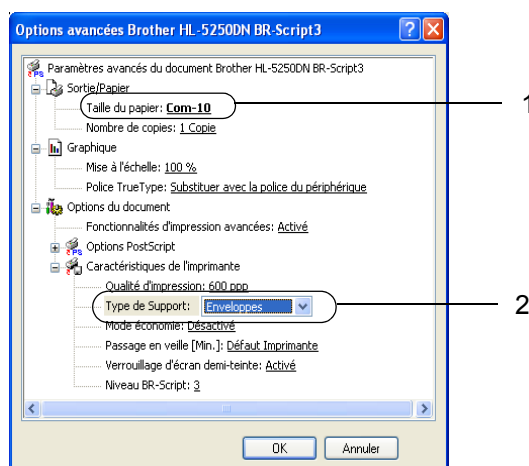 Options avancées Brother HL-5250DN BR-Script3
Paramètres avancés du document Brother HL-5250DN BR-Script3
Sortie/Papier
Taille du papier: Com-10
1
Nombre de copies: 1 Copie
Graphique
Mise à l'échelle: 100 %
Police TrueType: Substituer avec la police du périphérique
Options du document
Fonctionnalités d'impression avancées: Activé
Options PostScript
Caractéristiques de l'imprimante
Qualité d'impression: 600 ppp
Type de Support: Enveloppes
2
Mode économie: Désactivé
Passage en veille [Min.]: Défaut Imprimante
Verrouillage d'écran demi-teinte: Activé
Niveau BR-Script: 3
OK
Annuler